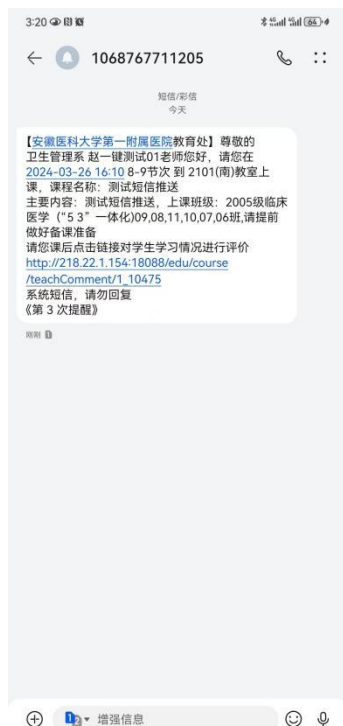 3:20
64
1068767711205
短信/彩信
今天
【安徽医科大学第一附属医院教育处】尊敬的
卫生管理系 赵一键测试01老师您好，请您在
2024-03-26 16:10 8-9节次 到 2101(南)教室上
课，课程名称：测试短信推送
主要内容：测试短信推送，上课班级：2005级临床
医学（“5 3”一体化)09,08,11,10,07,06班,请提前
做好备课准备
请您课后点击链接对学生学习情况进行评价
http://218.22.1.154:18088/edu/course
/teachComment/1_10475
系统短信，请勿回复
《第 3 次提醒》
刚刚
增强信息